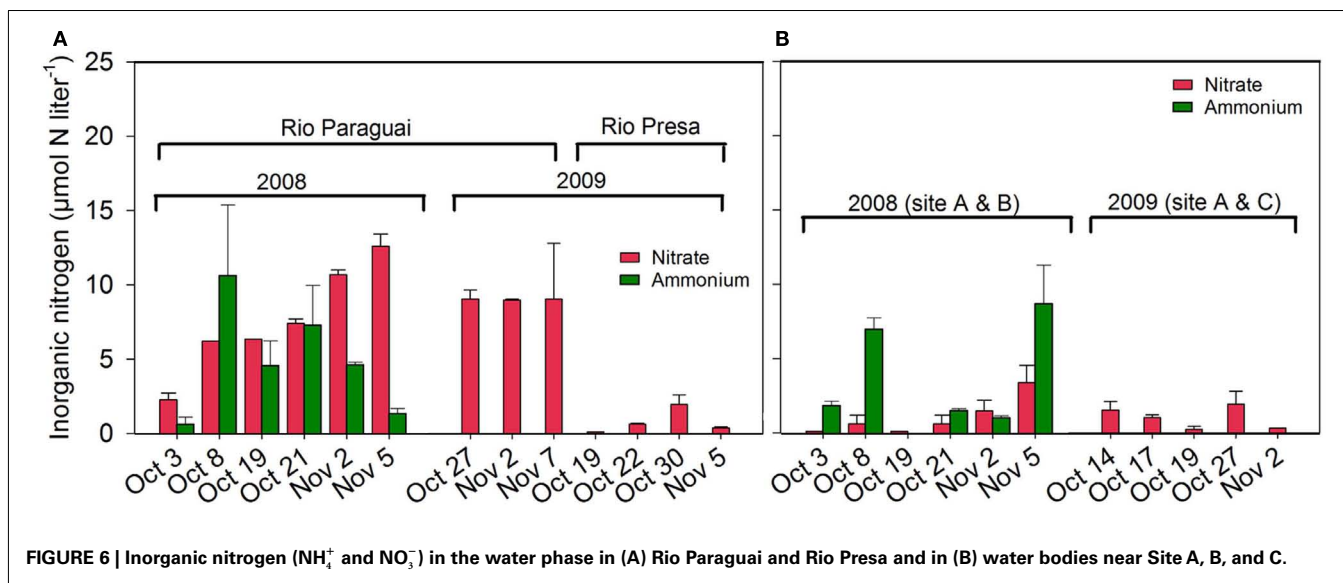 A
B
Inorganic nitrogen (µmol N liter⁻¹)
25
20
15
10
5
0
Rio Paraguai
Rio Presa
2008
2009
Nitrate
Ammonium
Oct 3
Oct 8
Oct 19
Oct 21
Nov 2
Nov 5
Oct 27
Nov 2
Nov 7
Oct 19
Oct 22
Oct 30
Nov 5
Nitrate
Ammonium
2008 (site A & B)
2009 (site A & C)
Oct 3
Oct 8
Oct 19
Oct 21
Nov 2
Nov 5
Oct 14
Oct 17
Oct 19
Oct 27
Nov 2
FIGURE 6 | Inorganic nitrogen (NH₄⁺ and NO₃⁻) in the water phase in (A) Rio Paraguai and Rio Presa and in (B) water bodies near Site A, B, and C.